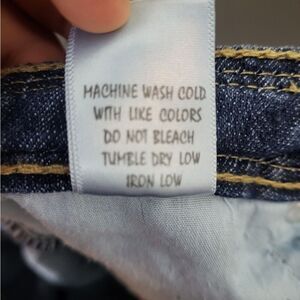 MACHINE WASH COLD
WITH LIKE COLORS
DO NOT BLEACH
TUMBLE DRY LOW
IRON LOW